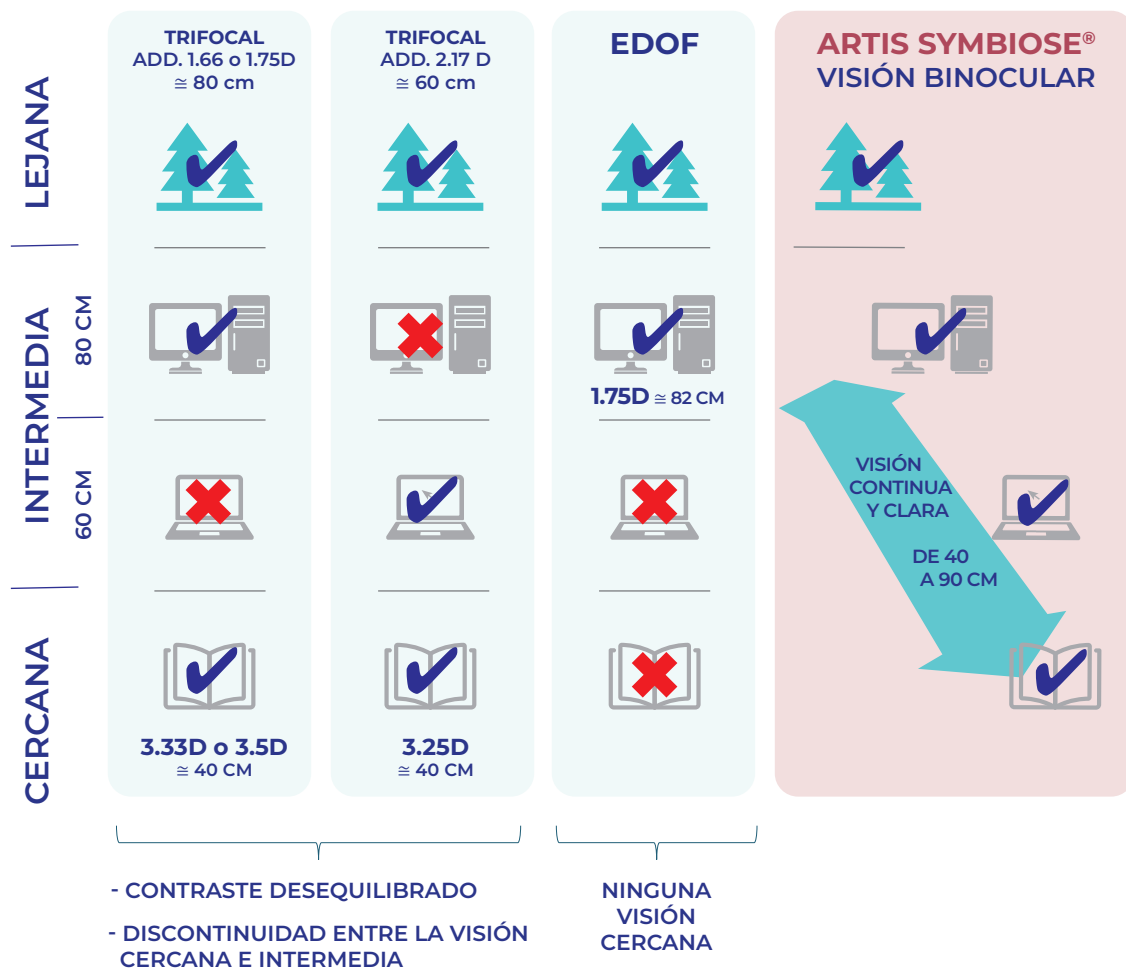 TRIFOCAL
ADD. 1.66 o 1.75D
≅ 80 cm
TRIFOCAL
ADD. 2.17 D
≅ 60 cm
EDOF
ARTIS SYMBIOSE®
VISIÓN BINOCULAR
LEJANA
INTERMEDIA
80 CM
1.75D ≅ 82 CM
60 CM
VISIÓN
CONTINUA
Y CLARA
DE 40
A 90 CM
CERCANA
3.33D o 3.5D
≅ 40 CM
3.25D
≅ 40 CM
- CONTRASTE DESEQUILIBRADO
- DISCONTINUIDAD ENTRE LA VISIÓN
CERCANA E INTERMEDIA
NINGUNA
VISIÓN
CERCANA